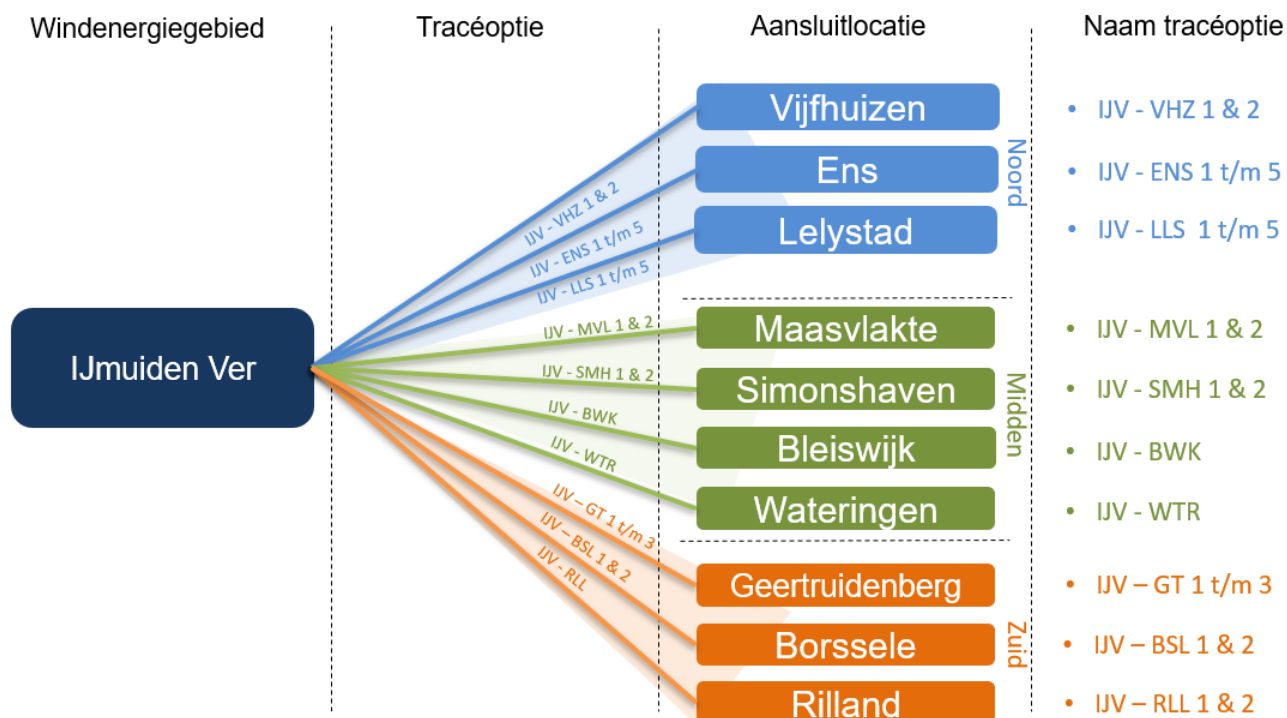 Windenergiegebied
Tracéoptie
Aansluitlocatie
Naam tracéoptie
IJmuiden Ver
IJV - VHZ 1 & 2
IJV - ENS 1 t/m 5
IJV - LLS 1 t/m 5
IJV - MVL 1 & 2
IJV - SMH 1 & 2
IJV - BWK
IJV - WTR
IJV – GT 1 t/m 3
IJV – BSL 1 & 2
IJV - RLL
Vijfhuizen
Ens
Lelystad
Noord
Maasvlakte
Simonshaven
Bleiswijk
Wateringen
Midden
Geertruidenberg
Borssele
Rilland
Zuid
• IJV - VHZ 1 & 2
• IJV - ENS 1 t/m 5
• IJV - LLS 1 t/m 5
• IJV - MVL 1 & 2
• IJV - SMH 1 & 2
• IJV - BWK
• IJV - WTR
• IJV – GT 1 t/m 3
• IJV – BSL 1 & 2
• IJV – RLL 1 & 2